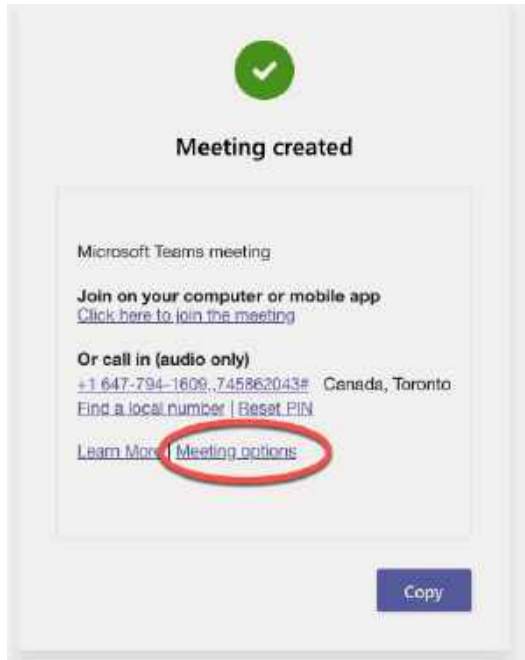 Meeting created
Microsoft Teams meeting
Join on your computer or mobile app
Click here to join the meeting
Or call in (audio only)
+1 647-794-1609,,745862043# Canada, Toronto
Find a local number | Reset PIN
Learn More | Meeting options
Copy